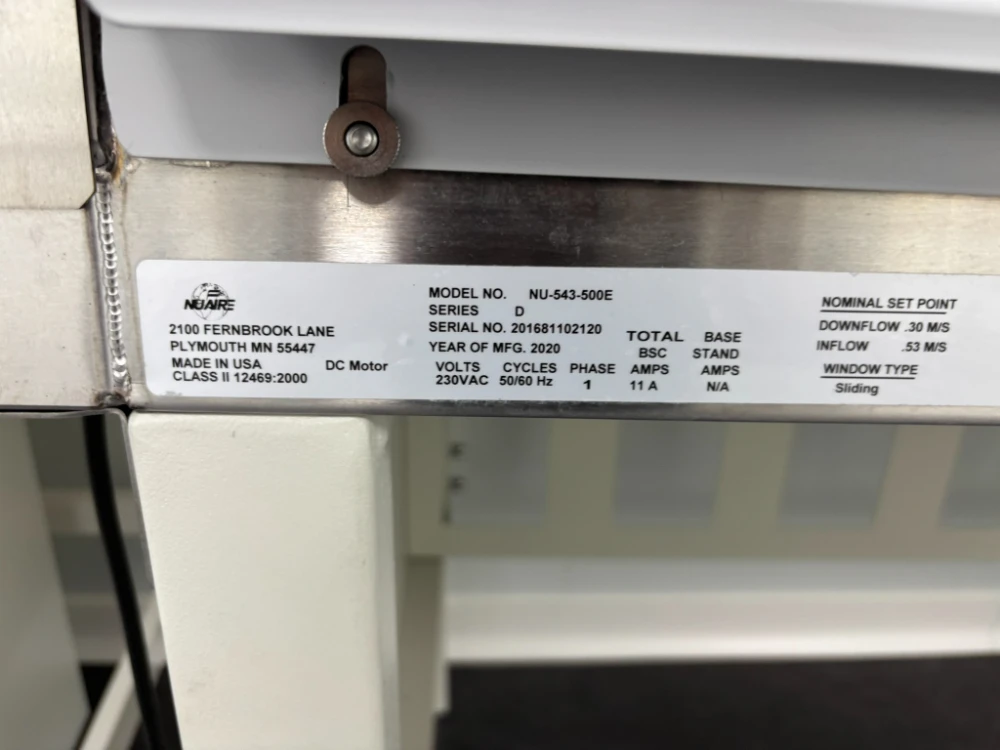 NUAIRE
2100 FERNBROOK LANE
PLYMOUTH MN 55447
MADE IN USA DC Motor
CLASS II 12469:2000
MODEL NO. NU-543-500E
SERIES D
SERIAL NO. 201681102120
YEAR OF MFG. 2020
VOLTS CYCLES PHASE TOTAL BSC AMPS BASE STAND AMPS
230VAC 50/60 Hz 1 11 A N/A
NOMINAL SET POINT
DOWNFLOW .30 M/S
INFLOW .53 M/S
WINDOW TYPE
Sliding